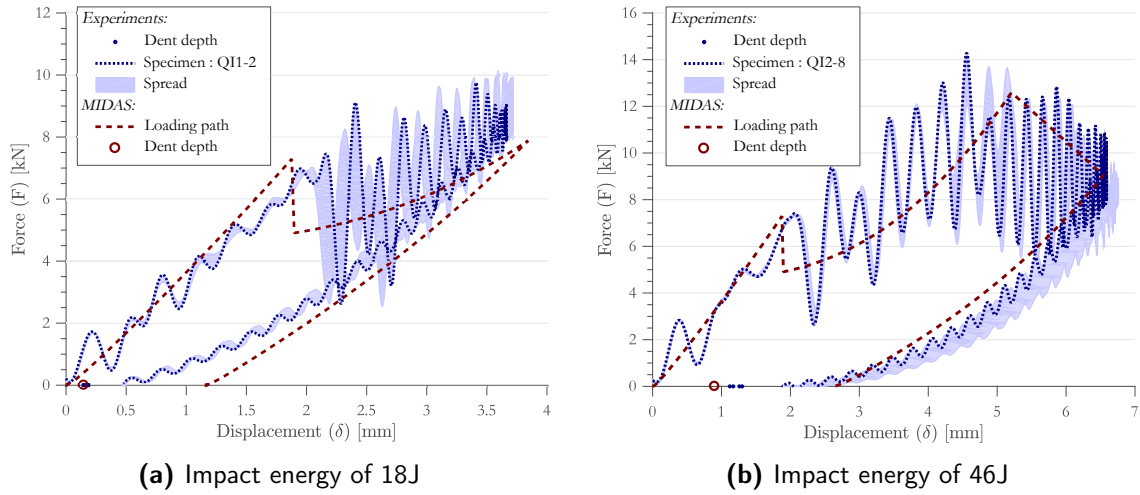 Experiments:
Dent depth
Specimen : QI1-2
Spread
MIDAS:
Loading path
Dent depth
Force (F) [kN]
12
10
8
6
4
2
0
0 0.5 1 1.5 2 2.5 3 3.5 4
Displacement (δ) [mm]
(a) Impact energy of 18J
Experiments:
Dent depth
Specimen : QI2-8
Spread
MIDAS:
Loading path
Dent depth
Force (F) [kN]
16
14
12
10
8
6
4
2
0
0 1 2 3 4 5 6 7
Displacement (δ) [mm]
(b) Impact energy of 46J